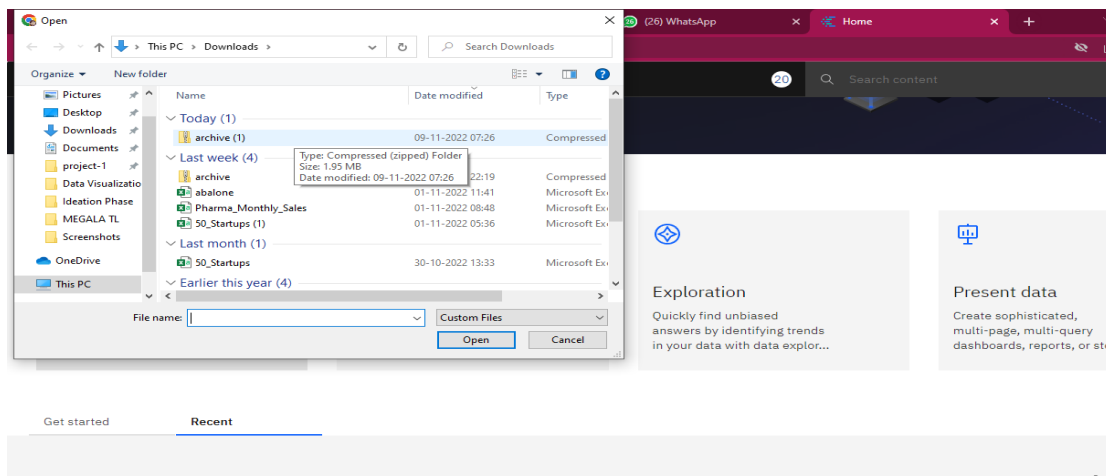 Open
(26) WhatsApp
Home
This PC > Downloads >
Search Downloads
Organize
New folder
20
Search content
Pictures
Desktop
Downloads
Documents
project-1
Data Visualizatio
Ideation Phase
MEGALA TL
Screenshots
OneDrive
This PC
Name Date modified Type
Today (1)
archive (1) 09-11-2022 07:26 Compressed
Last week (4)
archive 22:19 Compressed
Type: Compressed (zipped) Folder
Size: 1.95 MB
Date modified: 09-11-2022 07:26
abalone 01-11-2022 11:41 Microsoft Ex
Pharma_Monthly_Sales 01-11-2022 08:48 Microsoft Ex
50_Startups (1) 01-11-2022 05:36 Microsoft Ex
Last month (1)
50_Startups 30-10-2022 13:33 Microsoft Ex
Earlier this year (4)
File name:
Custom Files
Open
Cancel
Exploration
Quickly find unbiased
answers by identifying trends
in your data with data explor...
Present data
Create sophisticated,
multi-page, multi-query
dashboards, reports, or
Get started
Recent